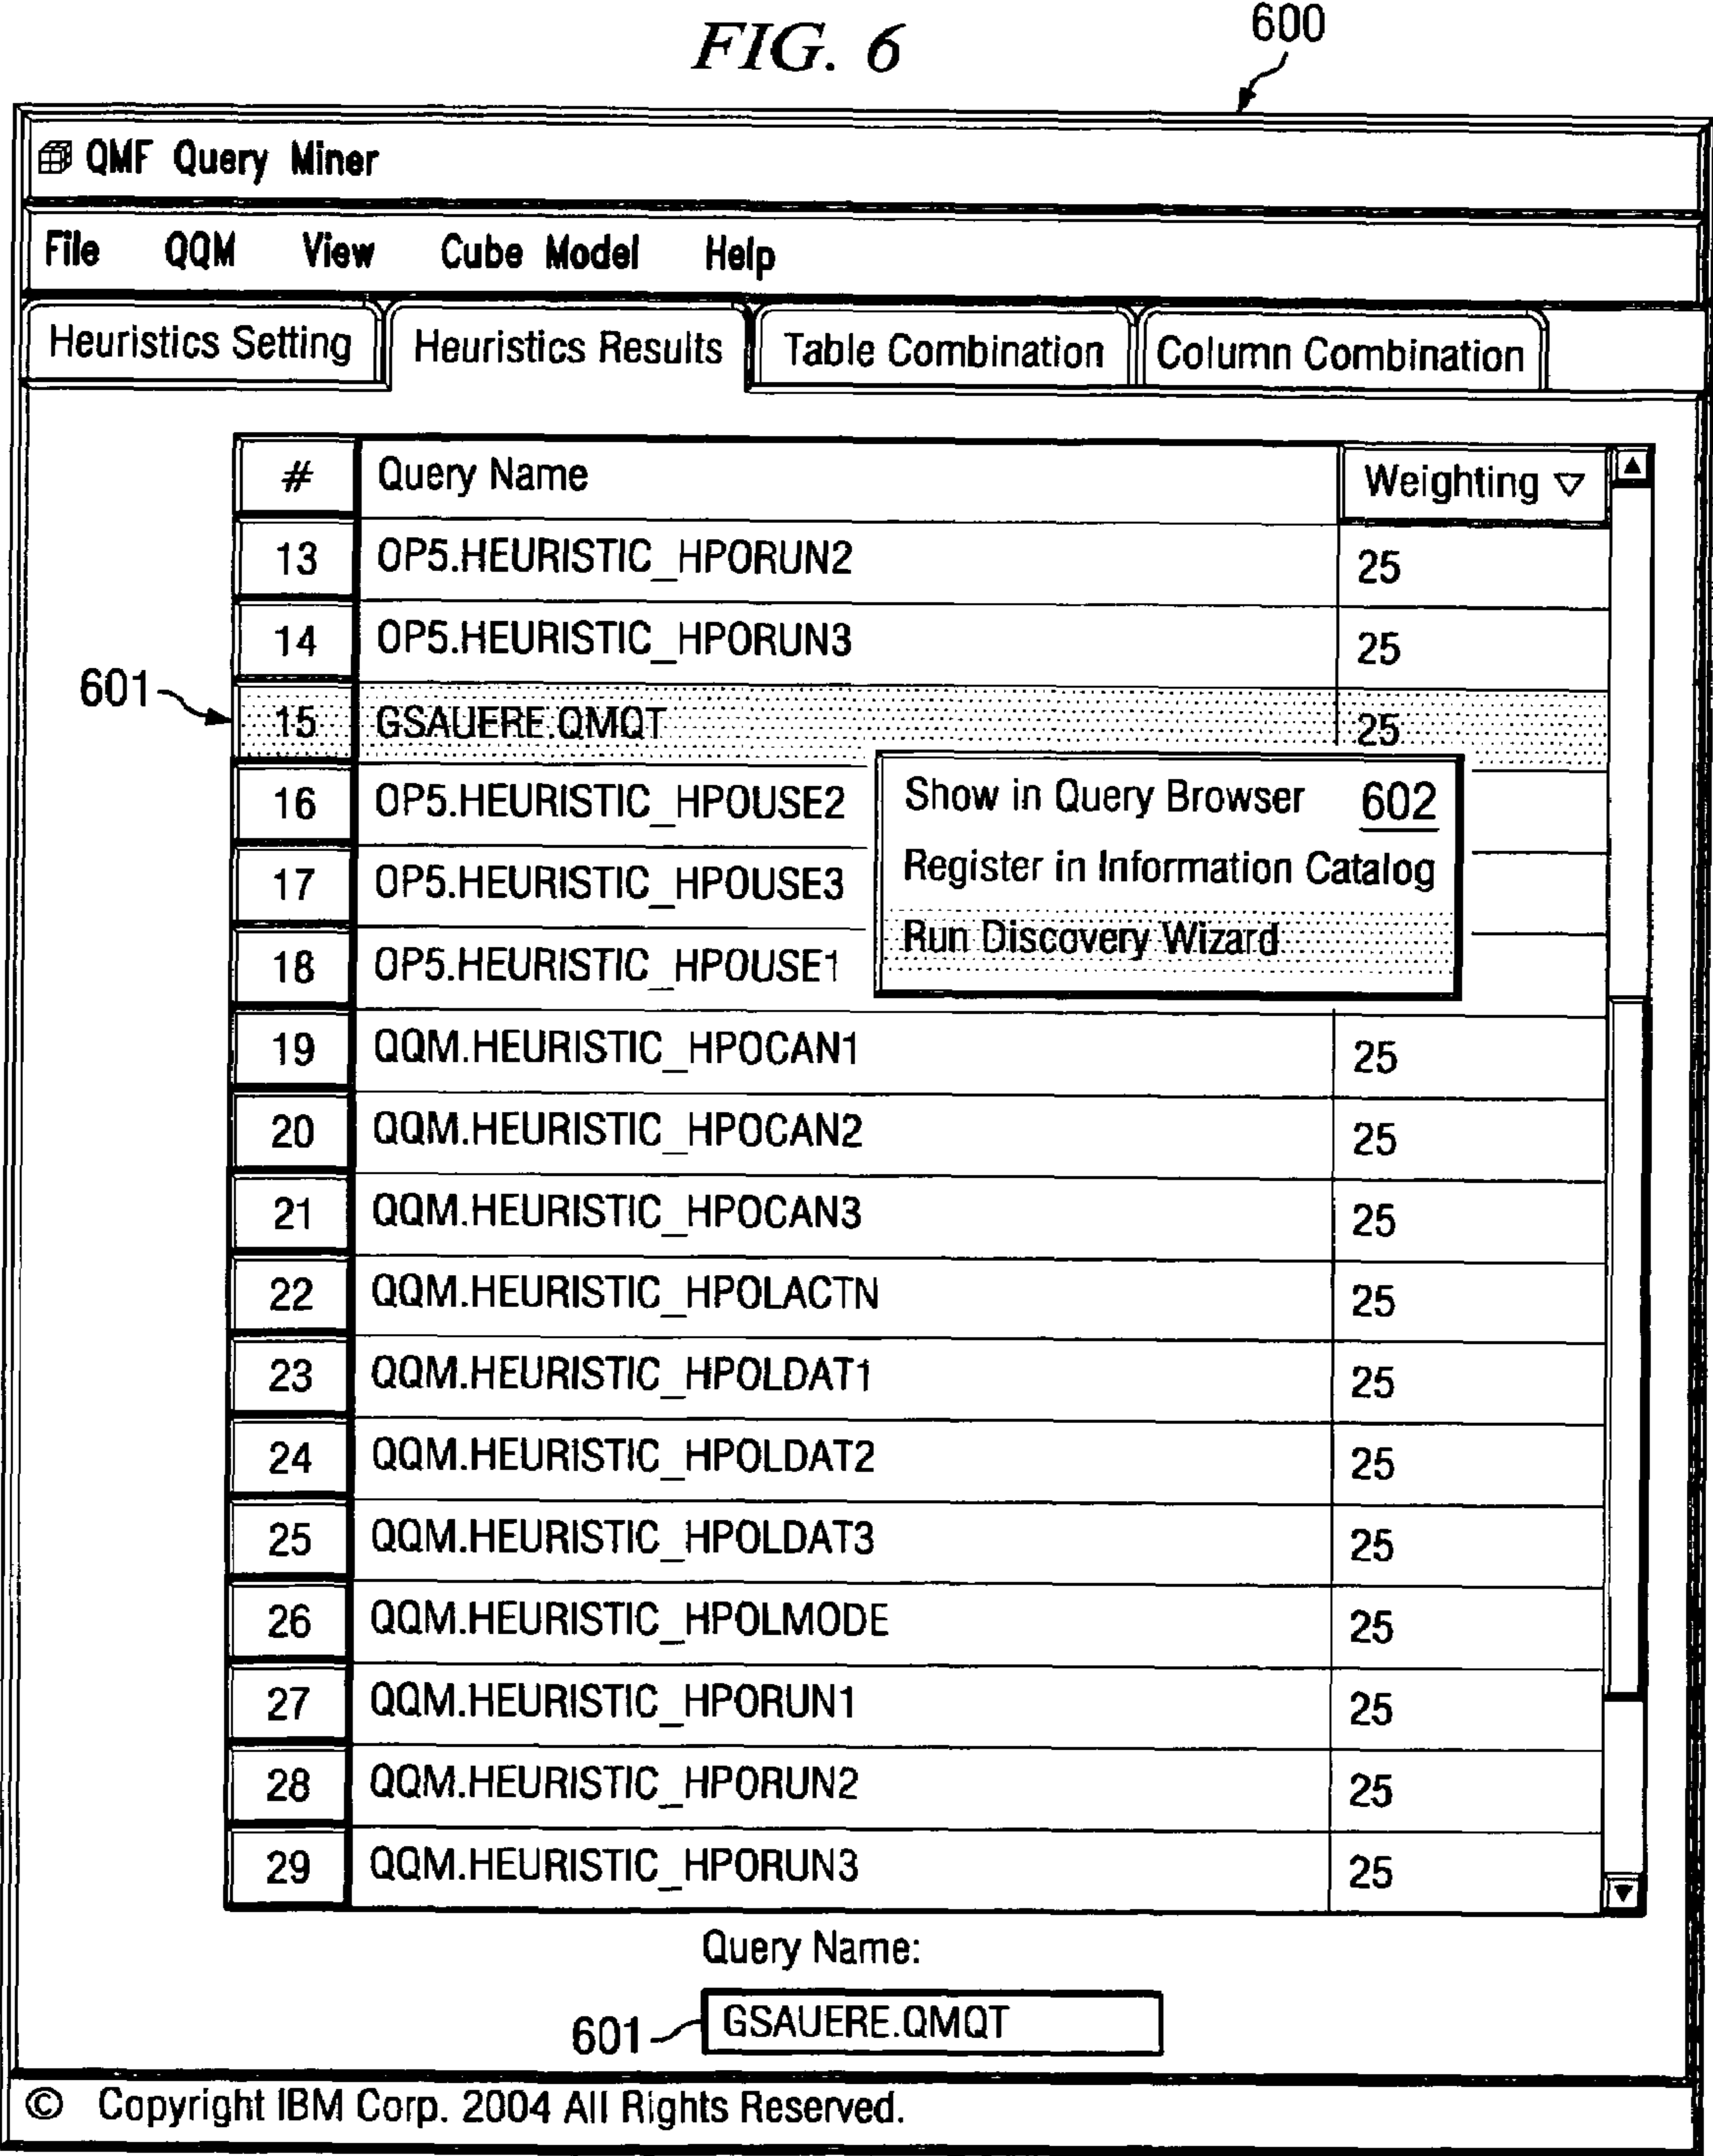 FIG. 6
600
QMF Query Miner
File QQM View Cube Model Help
Heuristics Setting Heuristics Results Table Combination Column Combination
# Query Name Weighting
13 OP5.HEURISTIC_HPORUN2 25
14 OP5.HEURISTIC_HPORUN3 25
601
15 GSAUERE.QMQT 25
16 OP5.HEURISTIC_HPOUSE2
17 OP5.HEURISTIC_HPOUSE3
18 OP5.HEURISTIC_HPOUSE1
Show in Query Browser 602
Register in Information Catalog
Run Discovery Wizard
19 QQM.HEURISTIC_HPOCAN1 25
20 QQM.HEURISTIC_HPOCAN2 25
21 QQM.HEURISTIC_HPOCAN3 25
22 QQM.HEURISTIC_HPOLACTN 25
23 QQM.HEURISTIC_HPOLDAT1 25
24 QQM.HEURISTIC_HPOLDAT2 25
25 QQM.HEURISTIC_HPOLDAT3 25
26 QQM.HEURISTIC_HPOLMODE 25
27 QQM.HEURISTIC_HPORUN1 25
28 QQM.HEURISTIC_HPORUN2 25
29 QQM.HEURISTIC_HPORUN3 25
Query Name:
601 GSAUERE.QMQT
© Copyright IBM Corp. 2004 All Rights Reserved.